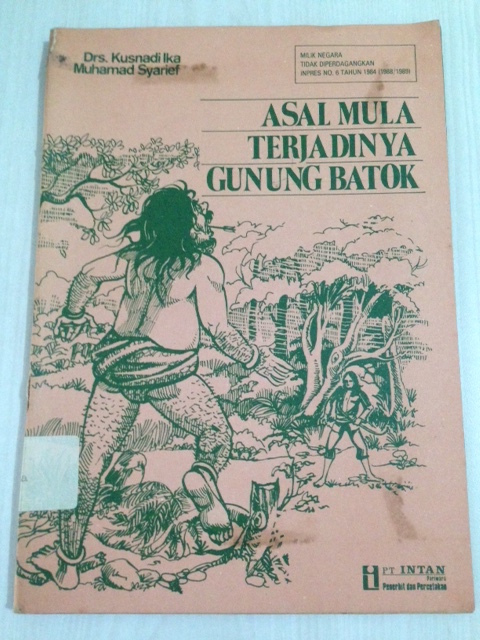 Drs. Kusnadi Ika
Muhamad Syarief
MILIK NEGARA
TIDAK DIPERDAGANGKAN
INPRES NO. 6 TAHUN 1984 (1988/1989)
ASAL MULA
TERJADINYA
GUNUNG BATOK
PT INTAN
Pariwara
Penerbit dan Percetakan